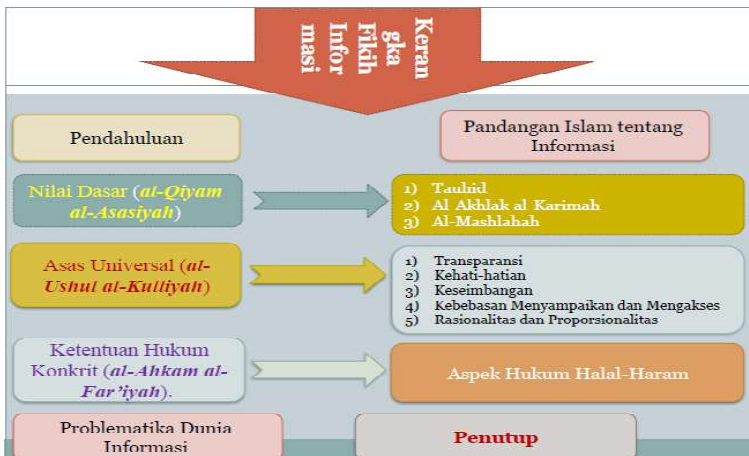 Keran
gka
Fikih
Infor
masi
Pendahuluan
Pandangan Islam tentang
Informasi
Nilai Dasar (al-Qiyam
al-Asasiyah)
1) Tauhid
2) Al Akhlak al Karimah
3) Al-Mashlahah
Asas Universal (al-
Ushul al-Kulliyah)
1) Transparansi
2) Kehati-hatian
3) Keseimbangan
4) Kebebasan Menyampaikan dan Mengakses
5) Rasionalitas dan Proporsionalitas
Ketentuan Hukum
Konkrit (al-Ahkam al-
Far'iyah).
Aspek Hukum Halal-Haram
Problematika Dunia
Informasi
Penutup